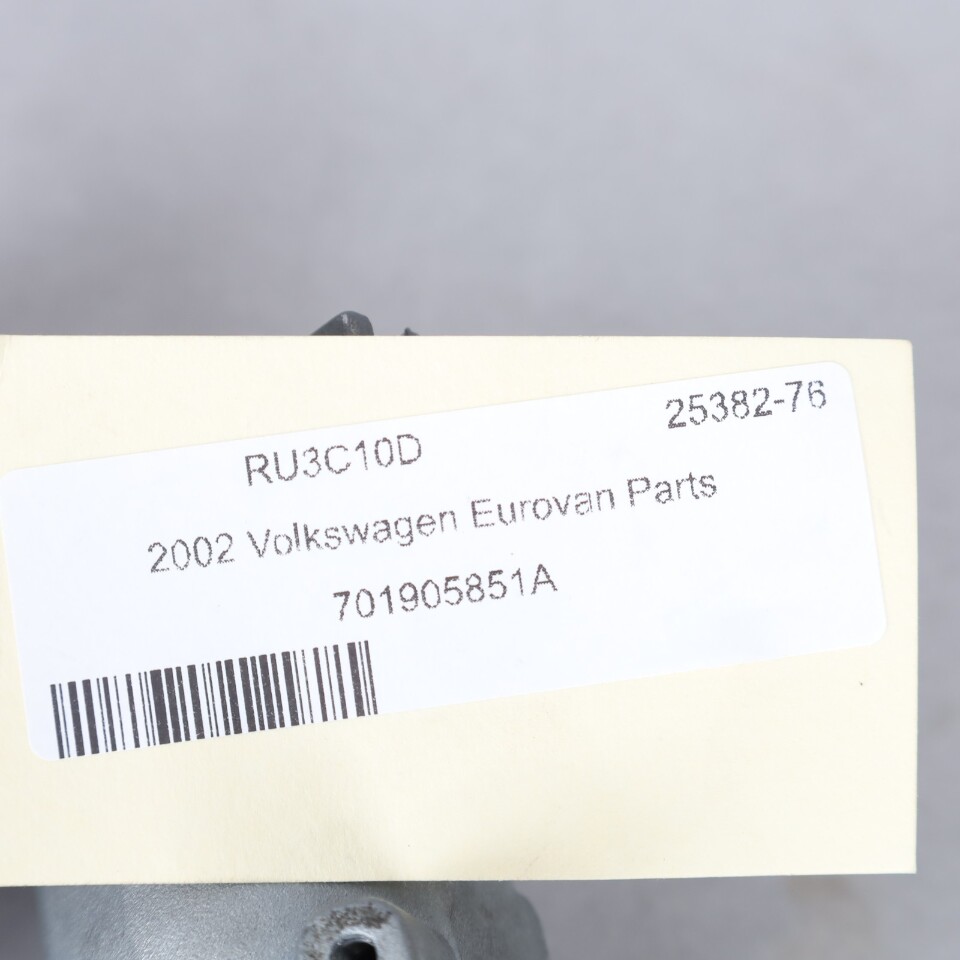 25382-76
RU3C10D
2002 Volkswagen Eurovan Parts
701905851A